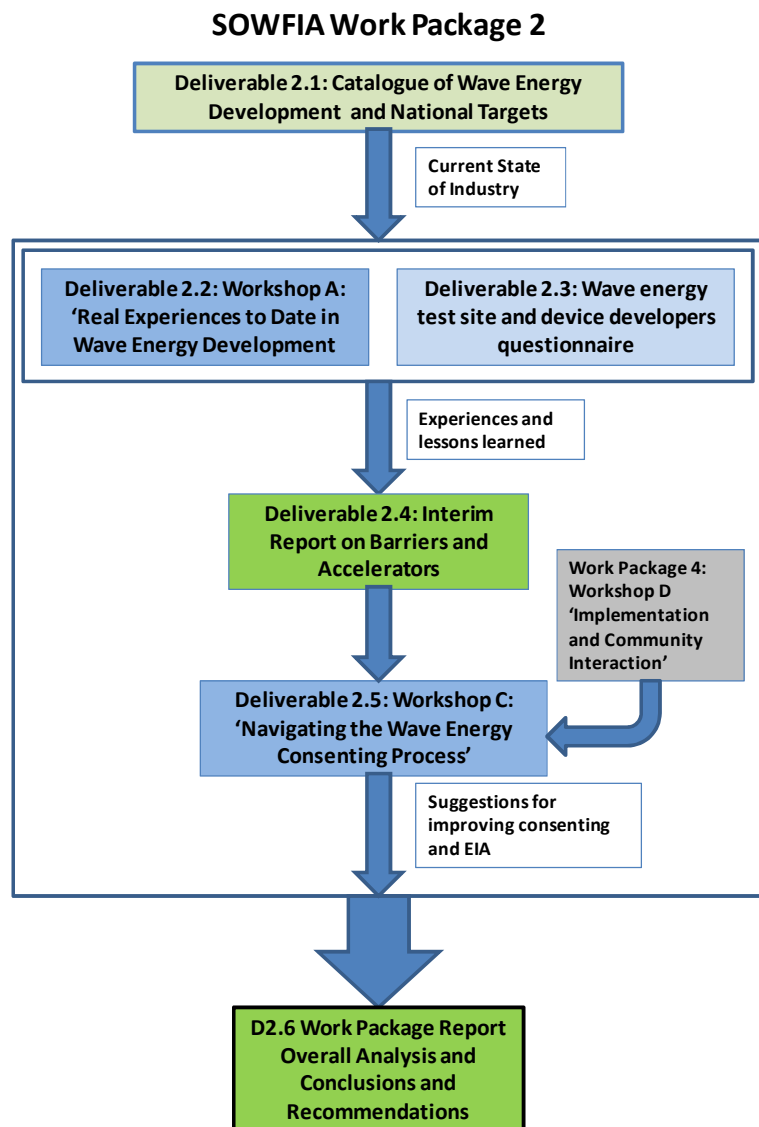 SOWFIA Work Package 2
Deliverable 2.1: Catalogue of Wave Energy
Development and National Targets
Current State
of Industry
Deliverable 2.2: Workshop A:
‘Real Experiences to Date in
Wave Energy Development
Deliverable 2.3: Wave energy
test site and device developers
questionnaire
Experiences and
lessons learned
Deliverable 2.4: Interim
Report on Barriers and
Accelerators
Work Package 4:
Workshop D
‘Implementation
and Community
Interaction’
Deliverable 2.5: Workshop C:
‘Navigating the Wave Energy
Consenting Process’
Suggestions for
improving consenting
and EIA
D2.6 Work Package Report
Overall Analysis and
Conclusions and
Recommendations